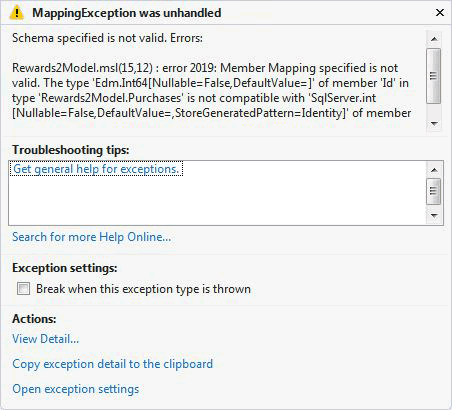 MappingException was unhandled
Schema specified is not valid. Errors:
Rewards2Model.msl(15,12) : error 2019: Member Mapping specified is not
valid. The type 'Edm.Int64[Nullable=False,DefaultValue=]' of member 'Id' in
type 'Rewards2Model.Purchases' is not compatible with 'SqlServer.int
[Nullable=False,DefaultValue=,StoreGeneratedPattern=Identity]' of member
Troubleshooting tips:
Get general help for exceptions.
Search for more Help Online...
Exception settings:
Break when this exception type is thrown
Actions:
View Detail...
Copy exception detail to the clipboard
Open exception settings